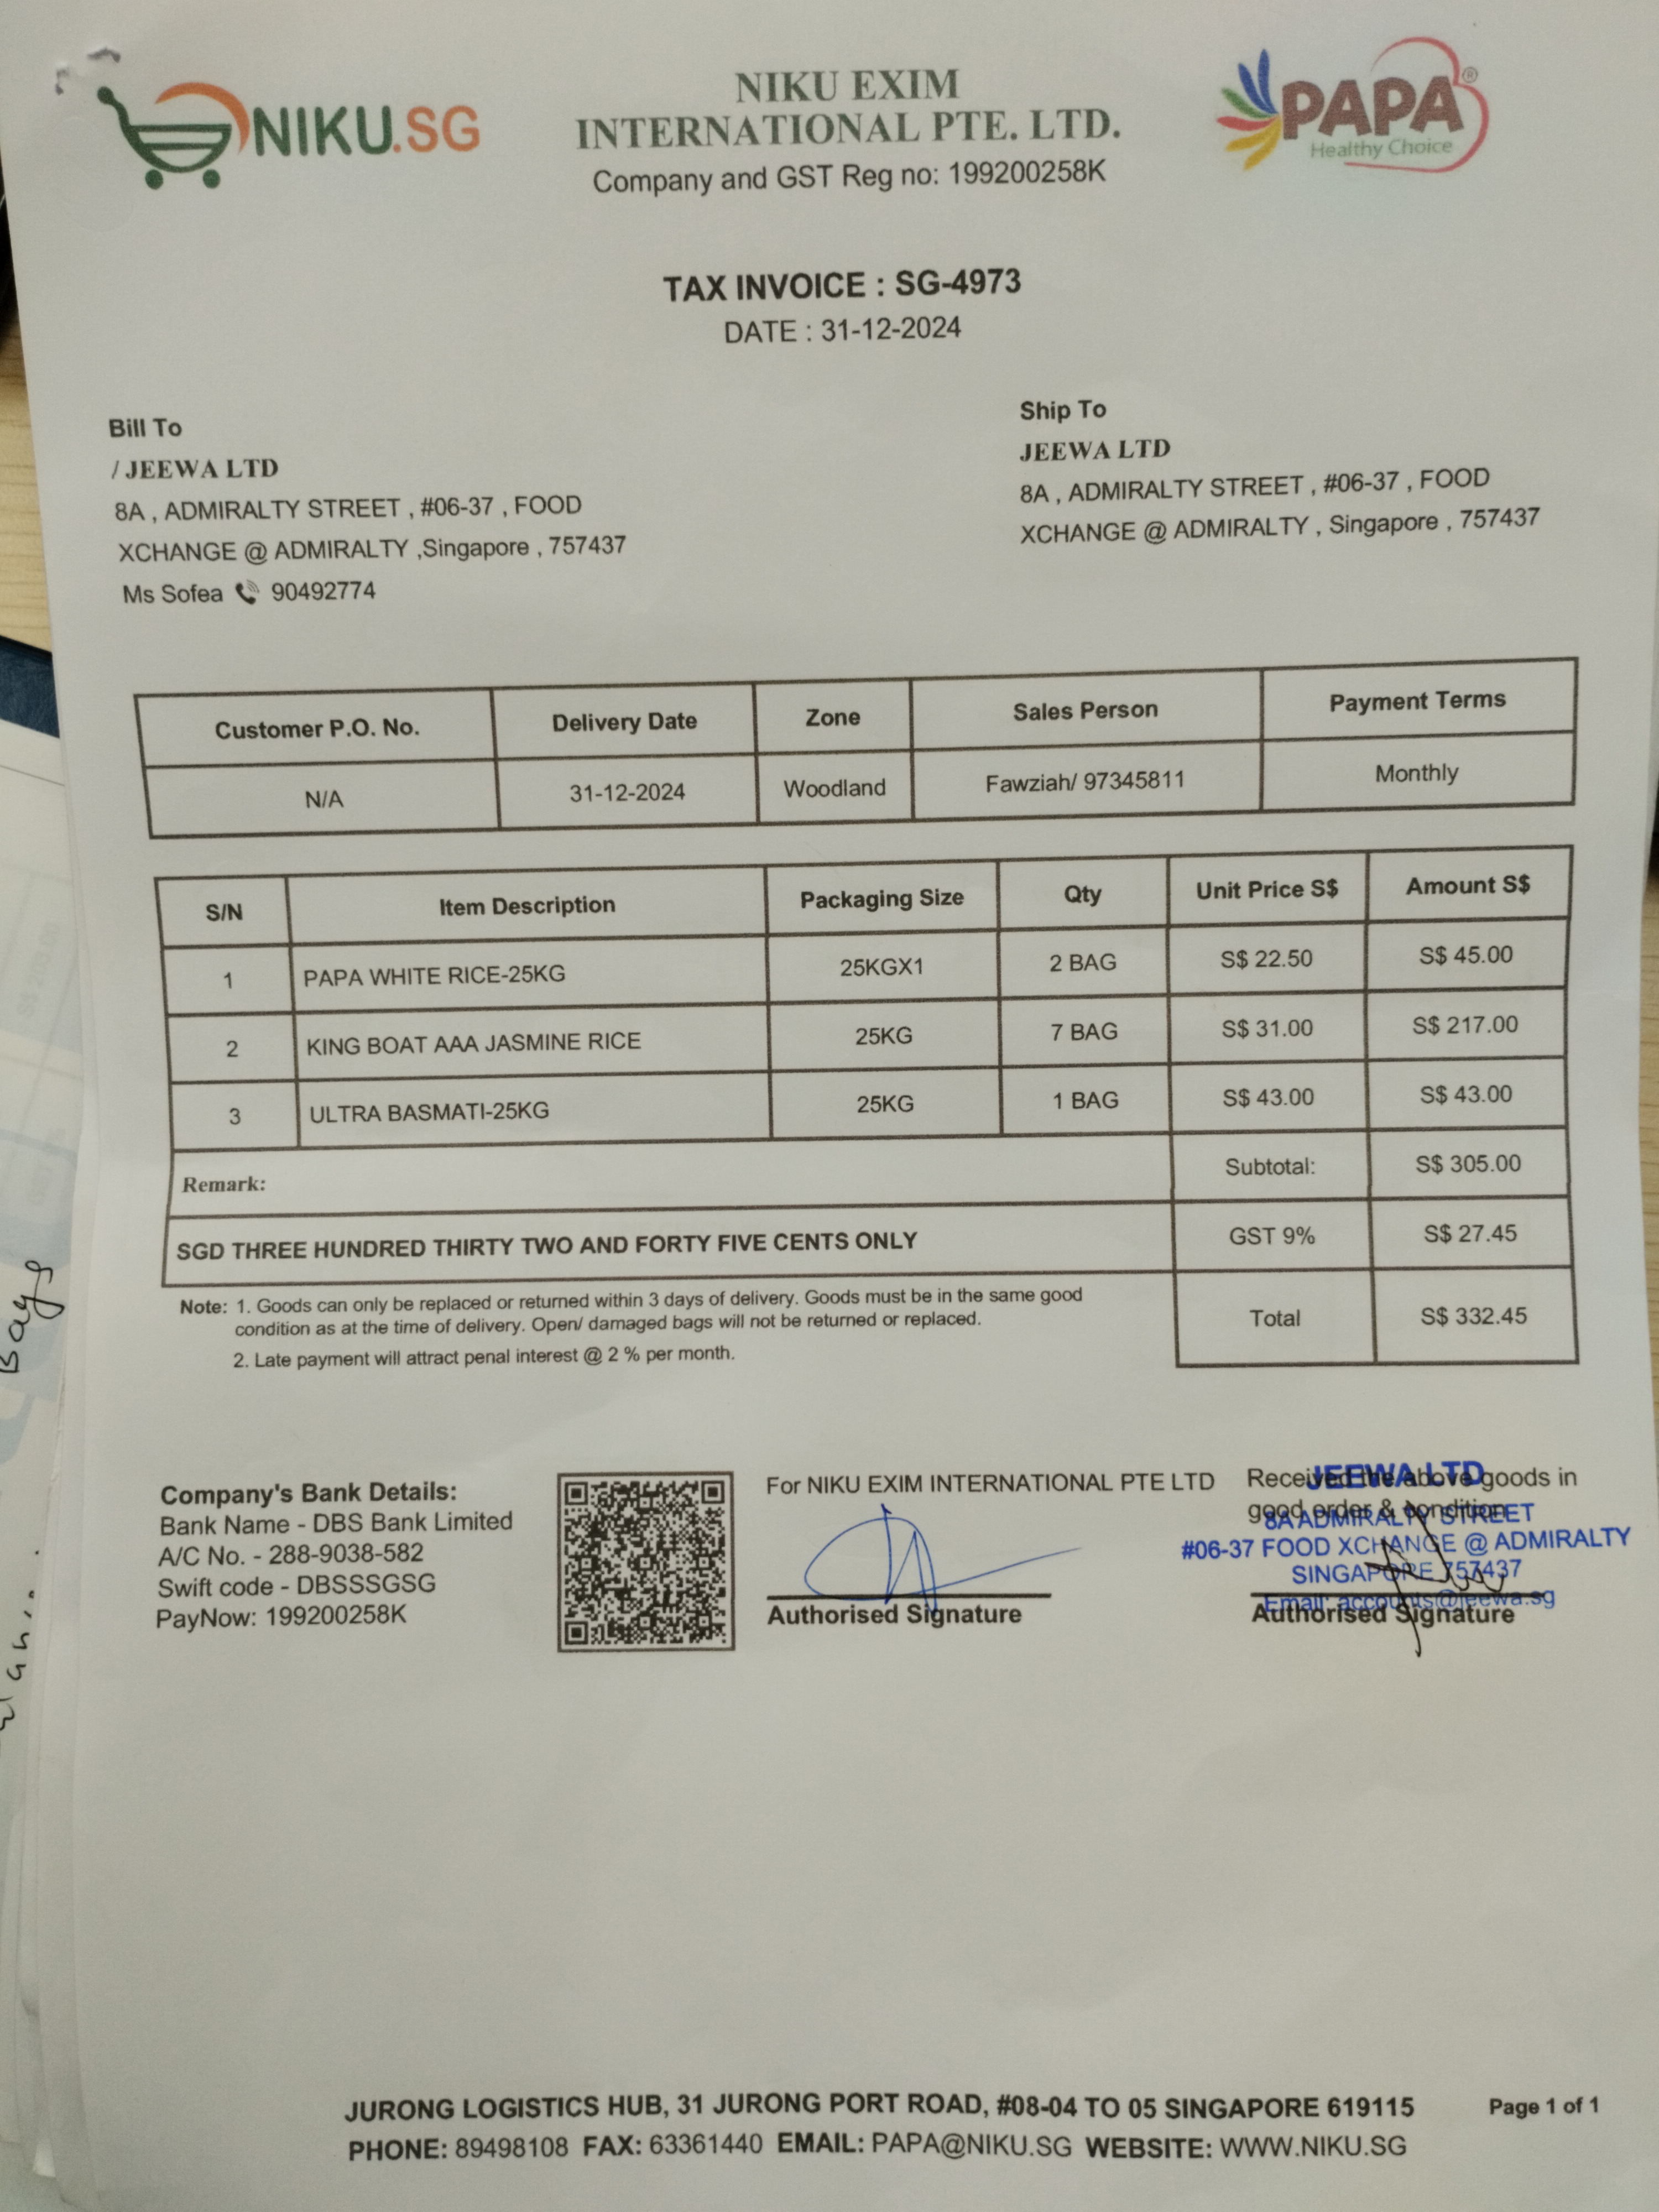 NIKU.SG
NIKU EXIM
INTERNATIONAL PTE. LTD.
Company and GST Reg no: 199200258K
PAPA®
Healthy Choice
TAX INVOICE : SG-4973
DATE : 31-12-2024
Bill To
/ JEEWA LTD
8A , ADMIRALTY STREET , #06-37 , FOOD
XCHANGE @ ADMIRALTY ,Singapore , 757437
Ms Sofea 90492774
Ship To
JEEWA LTD
8A , ADMIRALTY STREET , #06-37 , FOOD
XCHANGE @ ADMIRALTY , Singapore , 757437
Customer P.O. No. Delivery Date Zone Sales Person Payment Terms
N/A 31-12-2024 Woodland Fawziah/ 97345811 Monthly
S/N Item Description Packaging Size Qty Unit Price S$ Amount S$
1 PAPA WHITE RICE-25KG 25KGX1 2 BAG S$ 22.50 S$ 45.00
2 KING BOAT AAA JASMINE RICE 25KG 7 BAG S$ 31.00 S$ 217.00
3 ULTRA BASMATI-25KG 25KG 1 BAG S$ 43.00 S$ 43.00
Remark: Subtotal: S$ 305.00
SGD THREE HUNDRED THIRTY TWO AND FORTY FIVE CENTS ONLY GST 9% S$ 27.45
Total S$ 332.45
Note: 1. Goods can only be replaced or returned within 3 days of delivery. Goods must be in the same good
condition as at the time of delivery. Open/ damaged bags will not be returned or replaced.
2. Late payment will attract penal interest @ 2 % per month.
Company's Bank Details:
Bank Name - DBS Bank Limited
A/C No. - 288-9038-582
Swift code - DBSSSGSG
PayNow: 199200258K
For NIKU EXIM INTERNATIONAL PTE LTD
Authorised Signature
Received the above goods in
good order & condition
Authorised Signature
JEEWA LTD
8A ADMIRALTY STREET
#06-37 FOOD XCHANGE @ ADMIRALTY
SINGAPORE 757437
Email: accounts@jeewa.sg
Bays
JURONG LOGISTICS HUB, 31 JURONG PORT ROAD, #08-04 TO 05 SINGAPORE 619115
PHONE: 89498108 FAX: 63361440 EMAIL: PAPA@NIKU.SG WEBSITE: WWW.NIKU.SG
Page 1 of 1